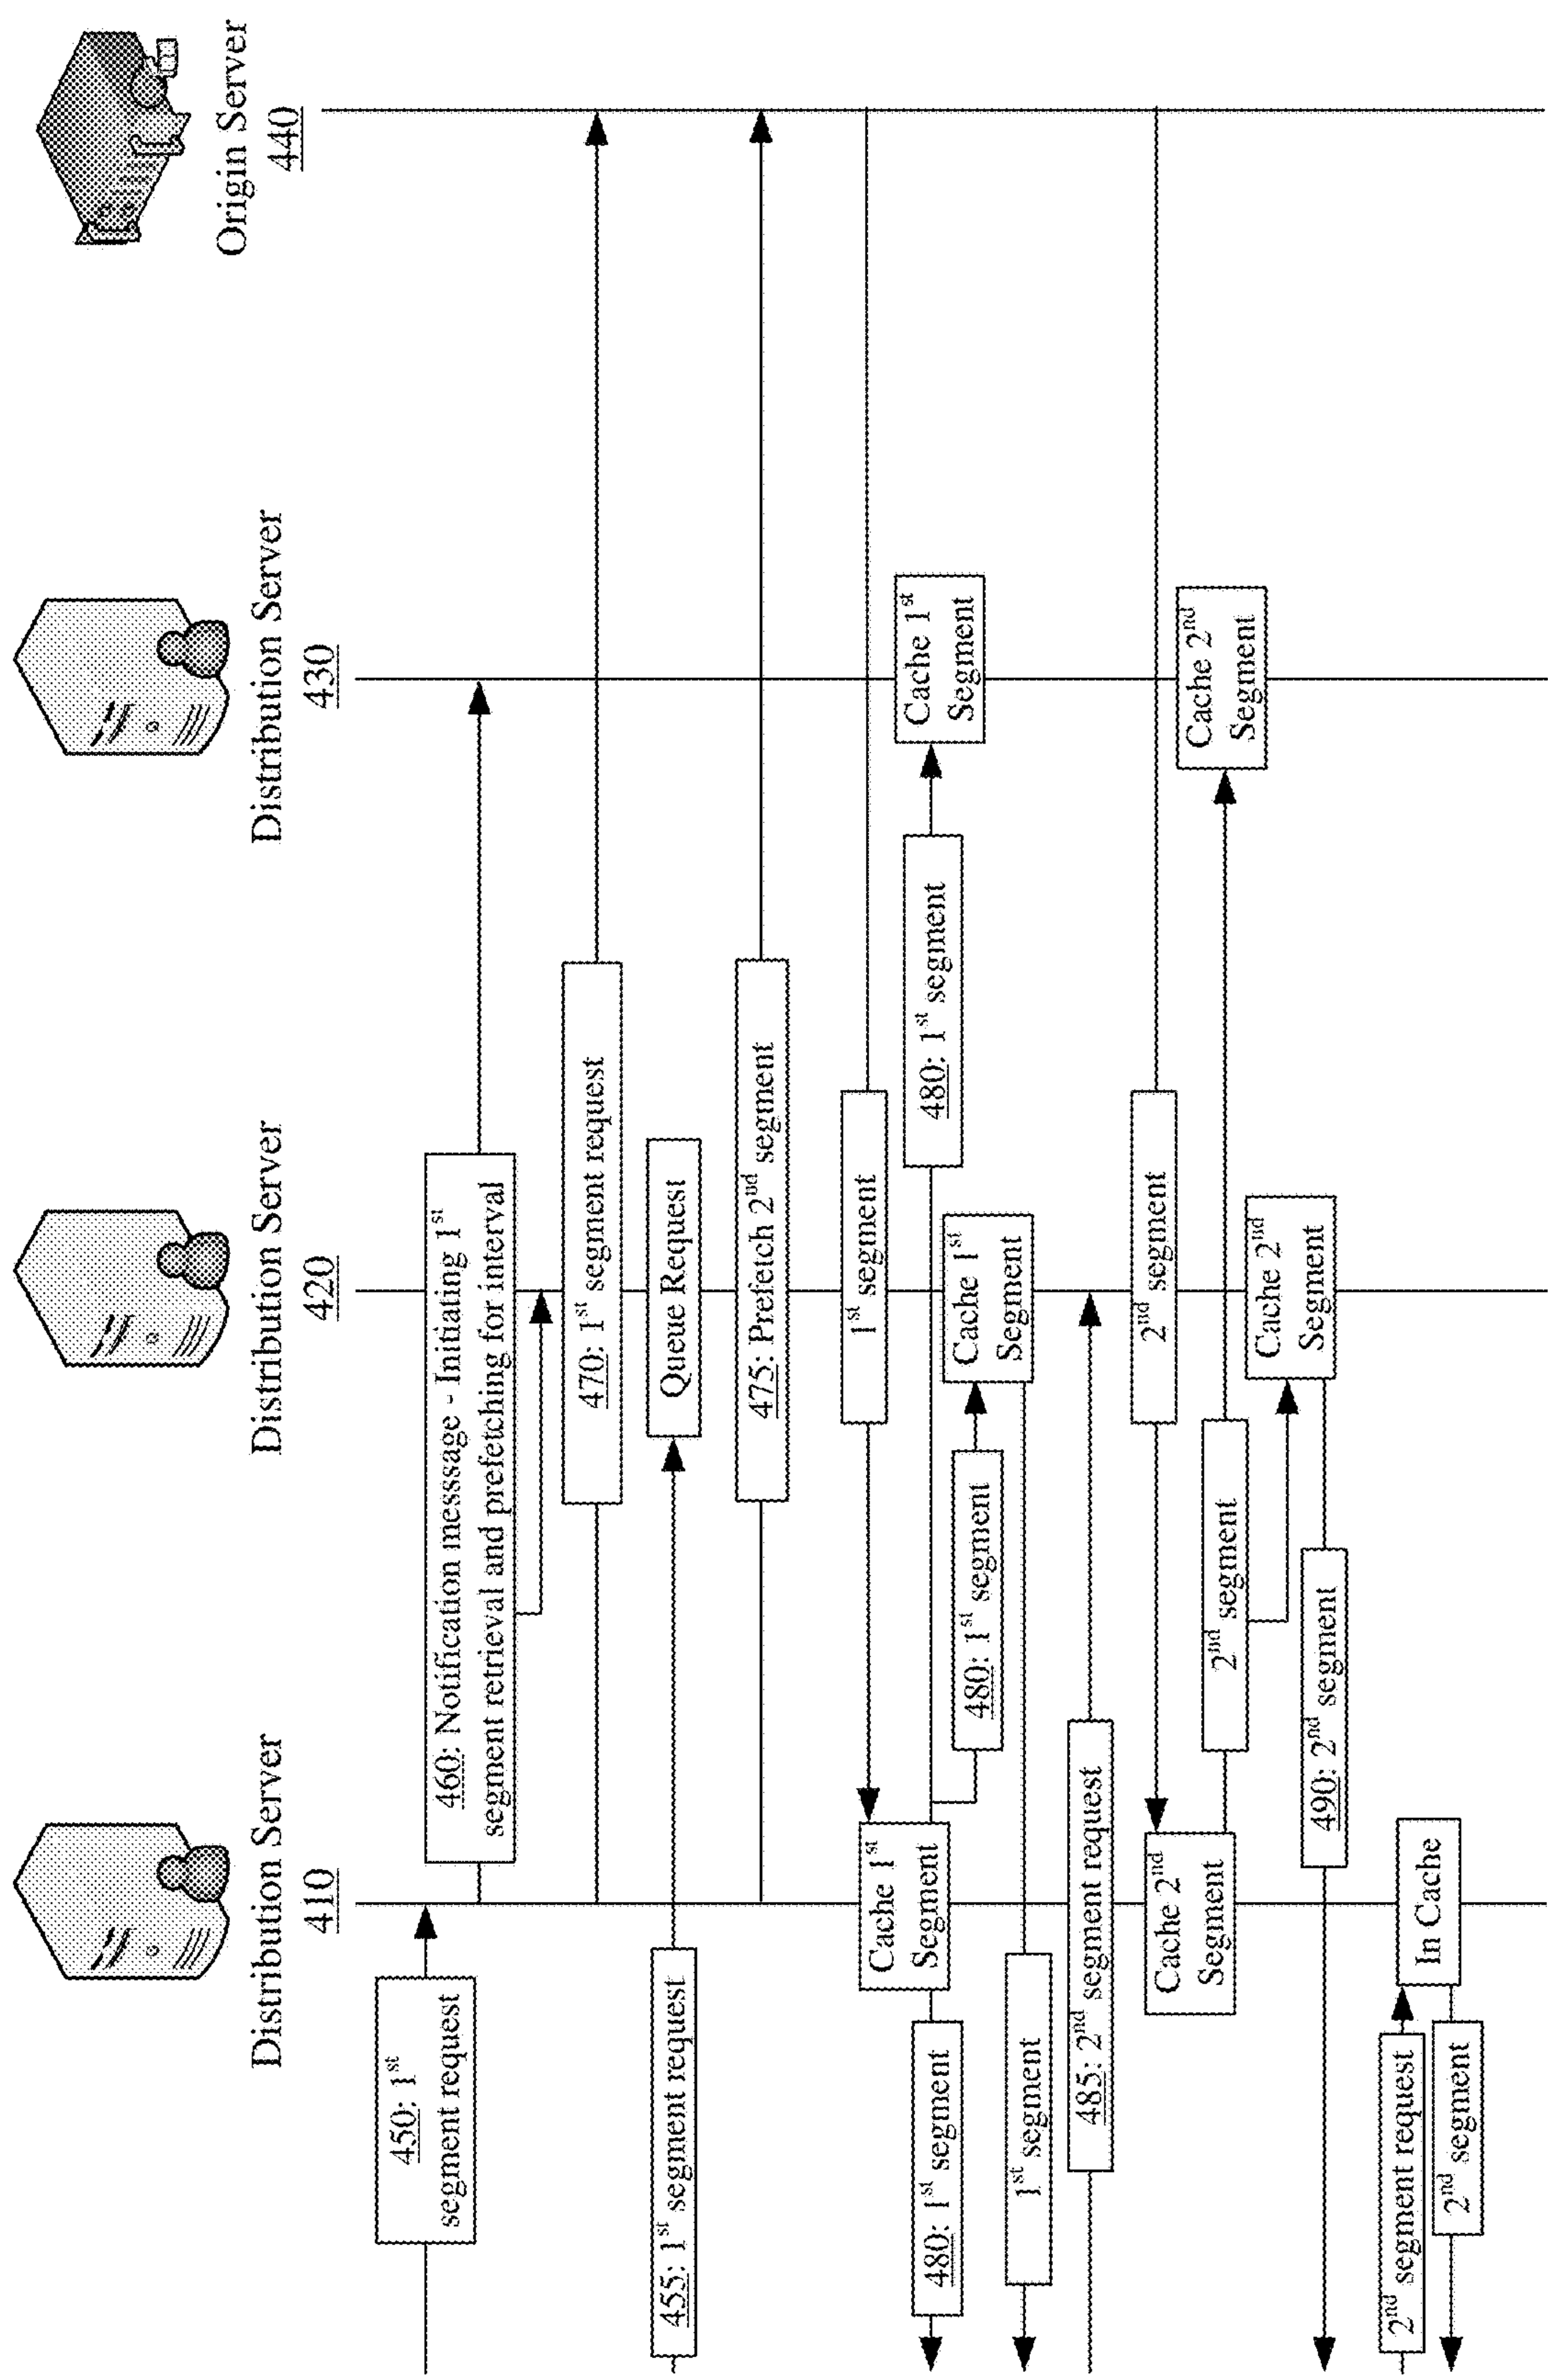 Distribution Server
410
Distribution Server
420
Distribution Server
430
Origin Server
440
450: 1st
segment request
460: Notification messsage - Initiating 1st
segment retrieval and prefetching for interval
470: 1st segment request
455: 1st segment request
Queue Request
475: Prefetch 2nd segment
1st segment
Cache 1st
Segment
480: 1st segment
480: 1st segment
Cache 1st
Segment
480: 1st segment
Cache 1st
Segment
1st segment
485: 2nd segment request
2nd segment
Cache 2nd
Segment
2nd segment
Cache 2nd
Segment
Cache 2nd
Segment
490: 2nd segment
2nd segment request
In Cache
2nd segment